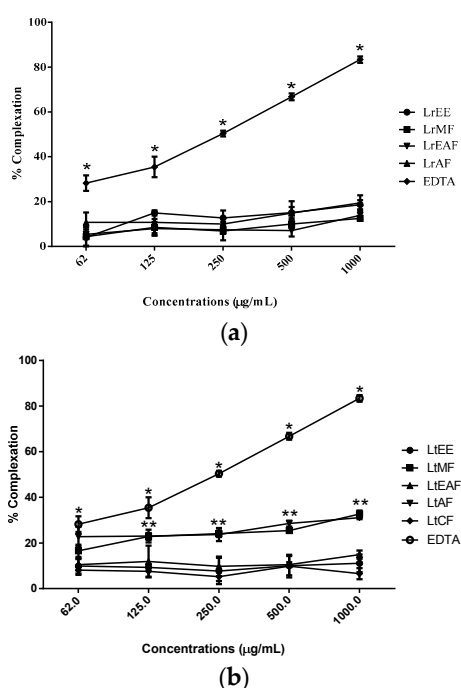 100
80
60
40
20
0
% Complexation
* * * * *
62 125 250 500 1000
Concentrations (µg/mL)
LrEE
LrMF
LrEAF
LrAF
EDTA
(a)
100
80
60
40
20
0
% Complexation
* * * * *
** ** ** **
62.0 125.0 250.0 500.0 1000.0
Concentrations (µg/mL)
LtEE
LtMF
LtEAF
LtAF
LtCF
EDTA
(b)